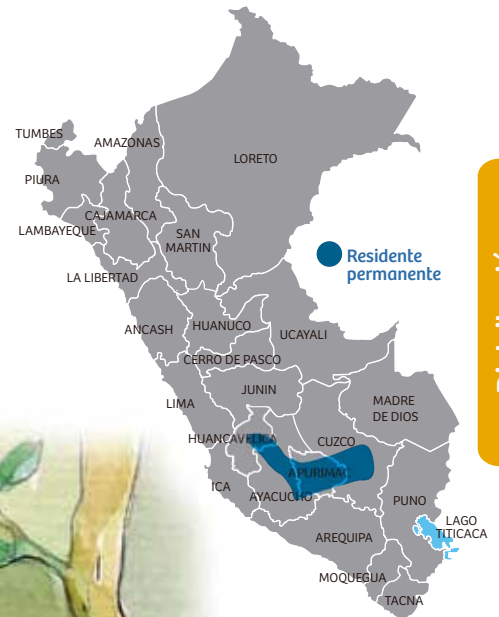 TUMBES
AMAZONAS
LORETO
PIURA
CAJAMARCA
LAMBAYEQUE
SAN
MARTIN
Residente
permanente
LA LIBERTAD
ANCASH
HUANUCO
UCAYALI
CERRO DE PASCO
JUNIN
LIMA
MADRE
DE DIOS
HUANCAVELICA
CUZCO
APURIMAC
ICA
AYACUCHO
PUNO
LAGO
TITICACA
AREQUIPA
MOQUEGUA
TACNA